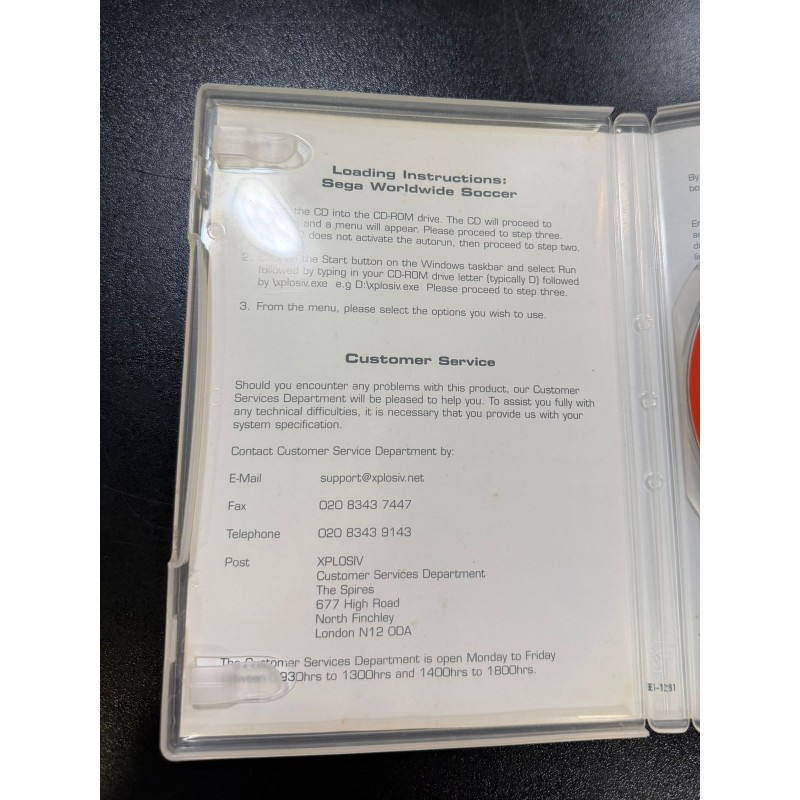 Loading Instructions:
Sega Worldwide Soccer
the CD into the CD-ROM drive. The CD will proceed to
and a menu will appear. Please proceed to step three.
does not activate the autorun, then proceed to step two.
2. on the Start button on the Windows taskbar and select Run
followed by typing in your CD-ROM drive letter (typically D) followed
by \xplosiv.exe e.g D:\xplosiv.exe Please proceed to step three.
3. From the menu, please select the options you wish to use.
Customer Service
Should you encounter any problems with this product, our Customer
Services Department will be pleased to help you. To assist you fully with
any technical difficulties, it is necessary that you provide us with your
system specification.
Contact Customer Service Department by:
E-Mail support@xplosiv.net
Fax 020 8343 7447
Telephone 020 8343 9143
Post XPLOSIV
Customer Services Department
The Spires
677 High Road
North Finchley
London N12 0DA
The Customer Services Department is open Monday to Friday
0930hrs to 1300hrs and 1400hrs to 1800hrs.
By